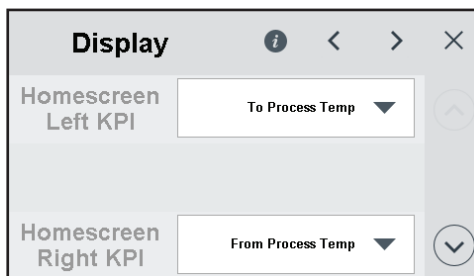 Display
Homescreen
Left KPI
To Process Temp
Homescreen
Right KPI
From Process Temp